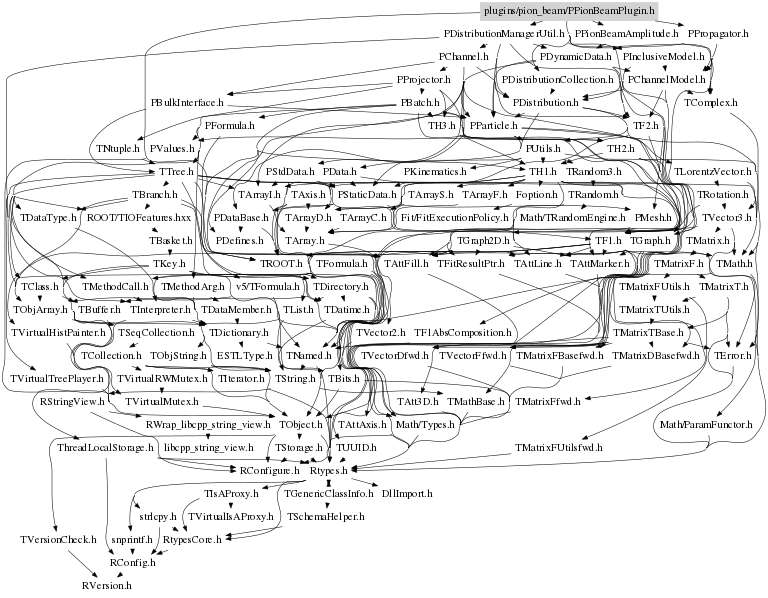 plugins/pion_beam/PPionBeamPlugin.h
PDistributionManagerUtil.h PPionBeamAmplitude.h PPropagator.h
PChannel.h PDynamicData.h PInclusiveModel.h
PProjector.h PDistributionCollection.h PChannelModel.h
PBulkInterface.h PBatch.h PDistribution.h TComplex.h
PFormula.h TH3.h PParticle.h TF2.h
TNtuple.h PValues.h PUtils.h TH2.h
TTree.h PStdData.h PData.h PKinematics.h TH1.h TRandom3.h TLorentzVector.h
TBranch.h TArrayI.h TAxis.h PStaticData.h TArrayS.h TArrayF.h Foption.h TRandom.h TRotation.h
TDataType.h ROOT/TIOFeatures.hxx PDataBase.h TArrayD.h TArrayC.h Fit/FitExecutionPolicy.h Math/TRandomEngine.h PMesh.h TVector3.h
TBasket.h PDefines.h TArray.h TGraph2D.h TF1.h TGraph.h TMatrix.h
TKey.h TROOT.h TFormula.h TAttFill.h TFitResultPtr.h TAttLine.h TAttMarker.h TMatrixF.h TMath.h
TClass.h TMethodCall.h TMethodArg.h v5/TFormula.h TDirectory.h TMatrixFUtils.h TMatrixT.h
TObjArray.h TBuffer.h TInterpreter.h TDataMember.h TList.h TDatime.h TMatrixTUtils.h
TVirtualHistPainter.h TSeqCollection.h TDictionary.h TVector2.h TF1AbsComposition.h TMatrixTBase.h
TCollection.h TObjString.h ESTLType.h TNamed.h TVectorDfwd.h TVectorFfwd.h TMatrixFBasefwd.h TMatrixDBasefwd.h TError.h
TVirtualTreePlayer.h TVirtualRWMutex.h TIterator.h TString.h TBits.h
RStringView.h TVirtualMutex.h TAtt3D.h TMathBase.h TMatrixFfwd.h
RWrap_libcpp_string_view.h TObject.h TAttAxis.h Math/Types.h Math/ParamFunctor.h
ThreadLocalStorage.h libcpp_string_view.h TStorage.h TUUID.h TMatrixFUtilsfwd.h
RConfigure.h Rtypes.h
TIsAProxy.h TGenericClassInfo.h DllImport.h
strlcpy.h TVirtualIsAProxy.h TSchemaHelper.h
TVersionCheck.h snprintf.h RtypesCore.h
RConfig.h
RVersion.h